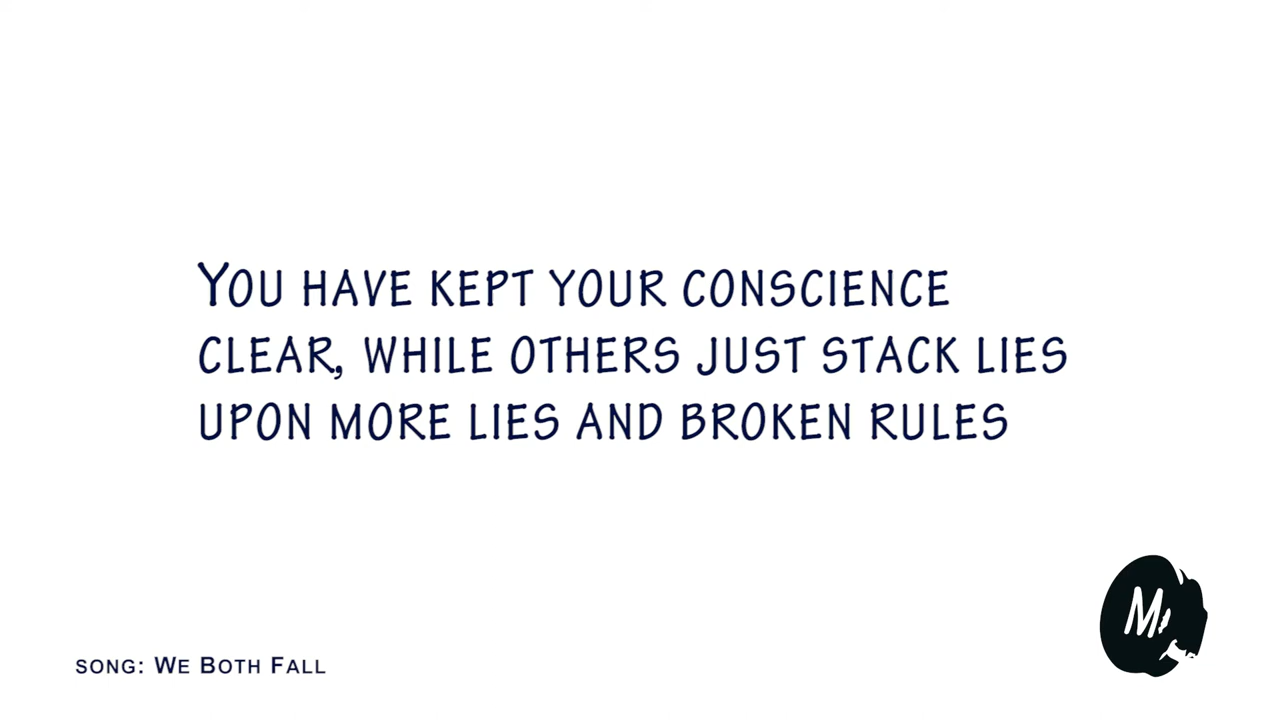 You have kept your conscience
clear, while others just stack lies
upon more lies and broken rules
song: We Both Fall
M